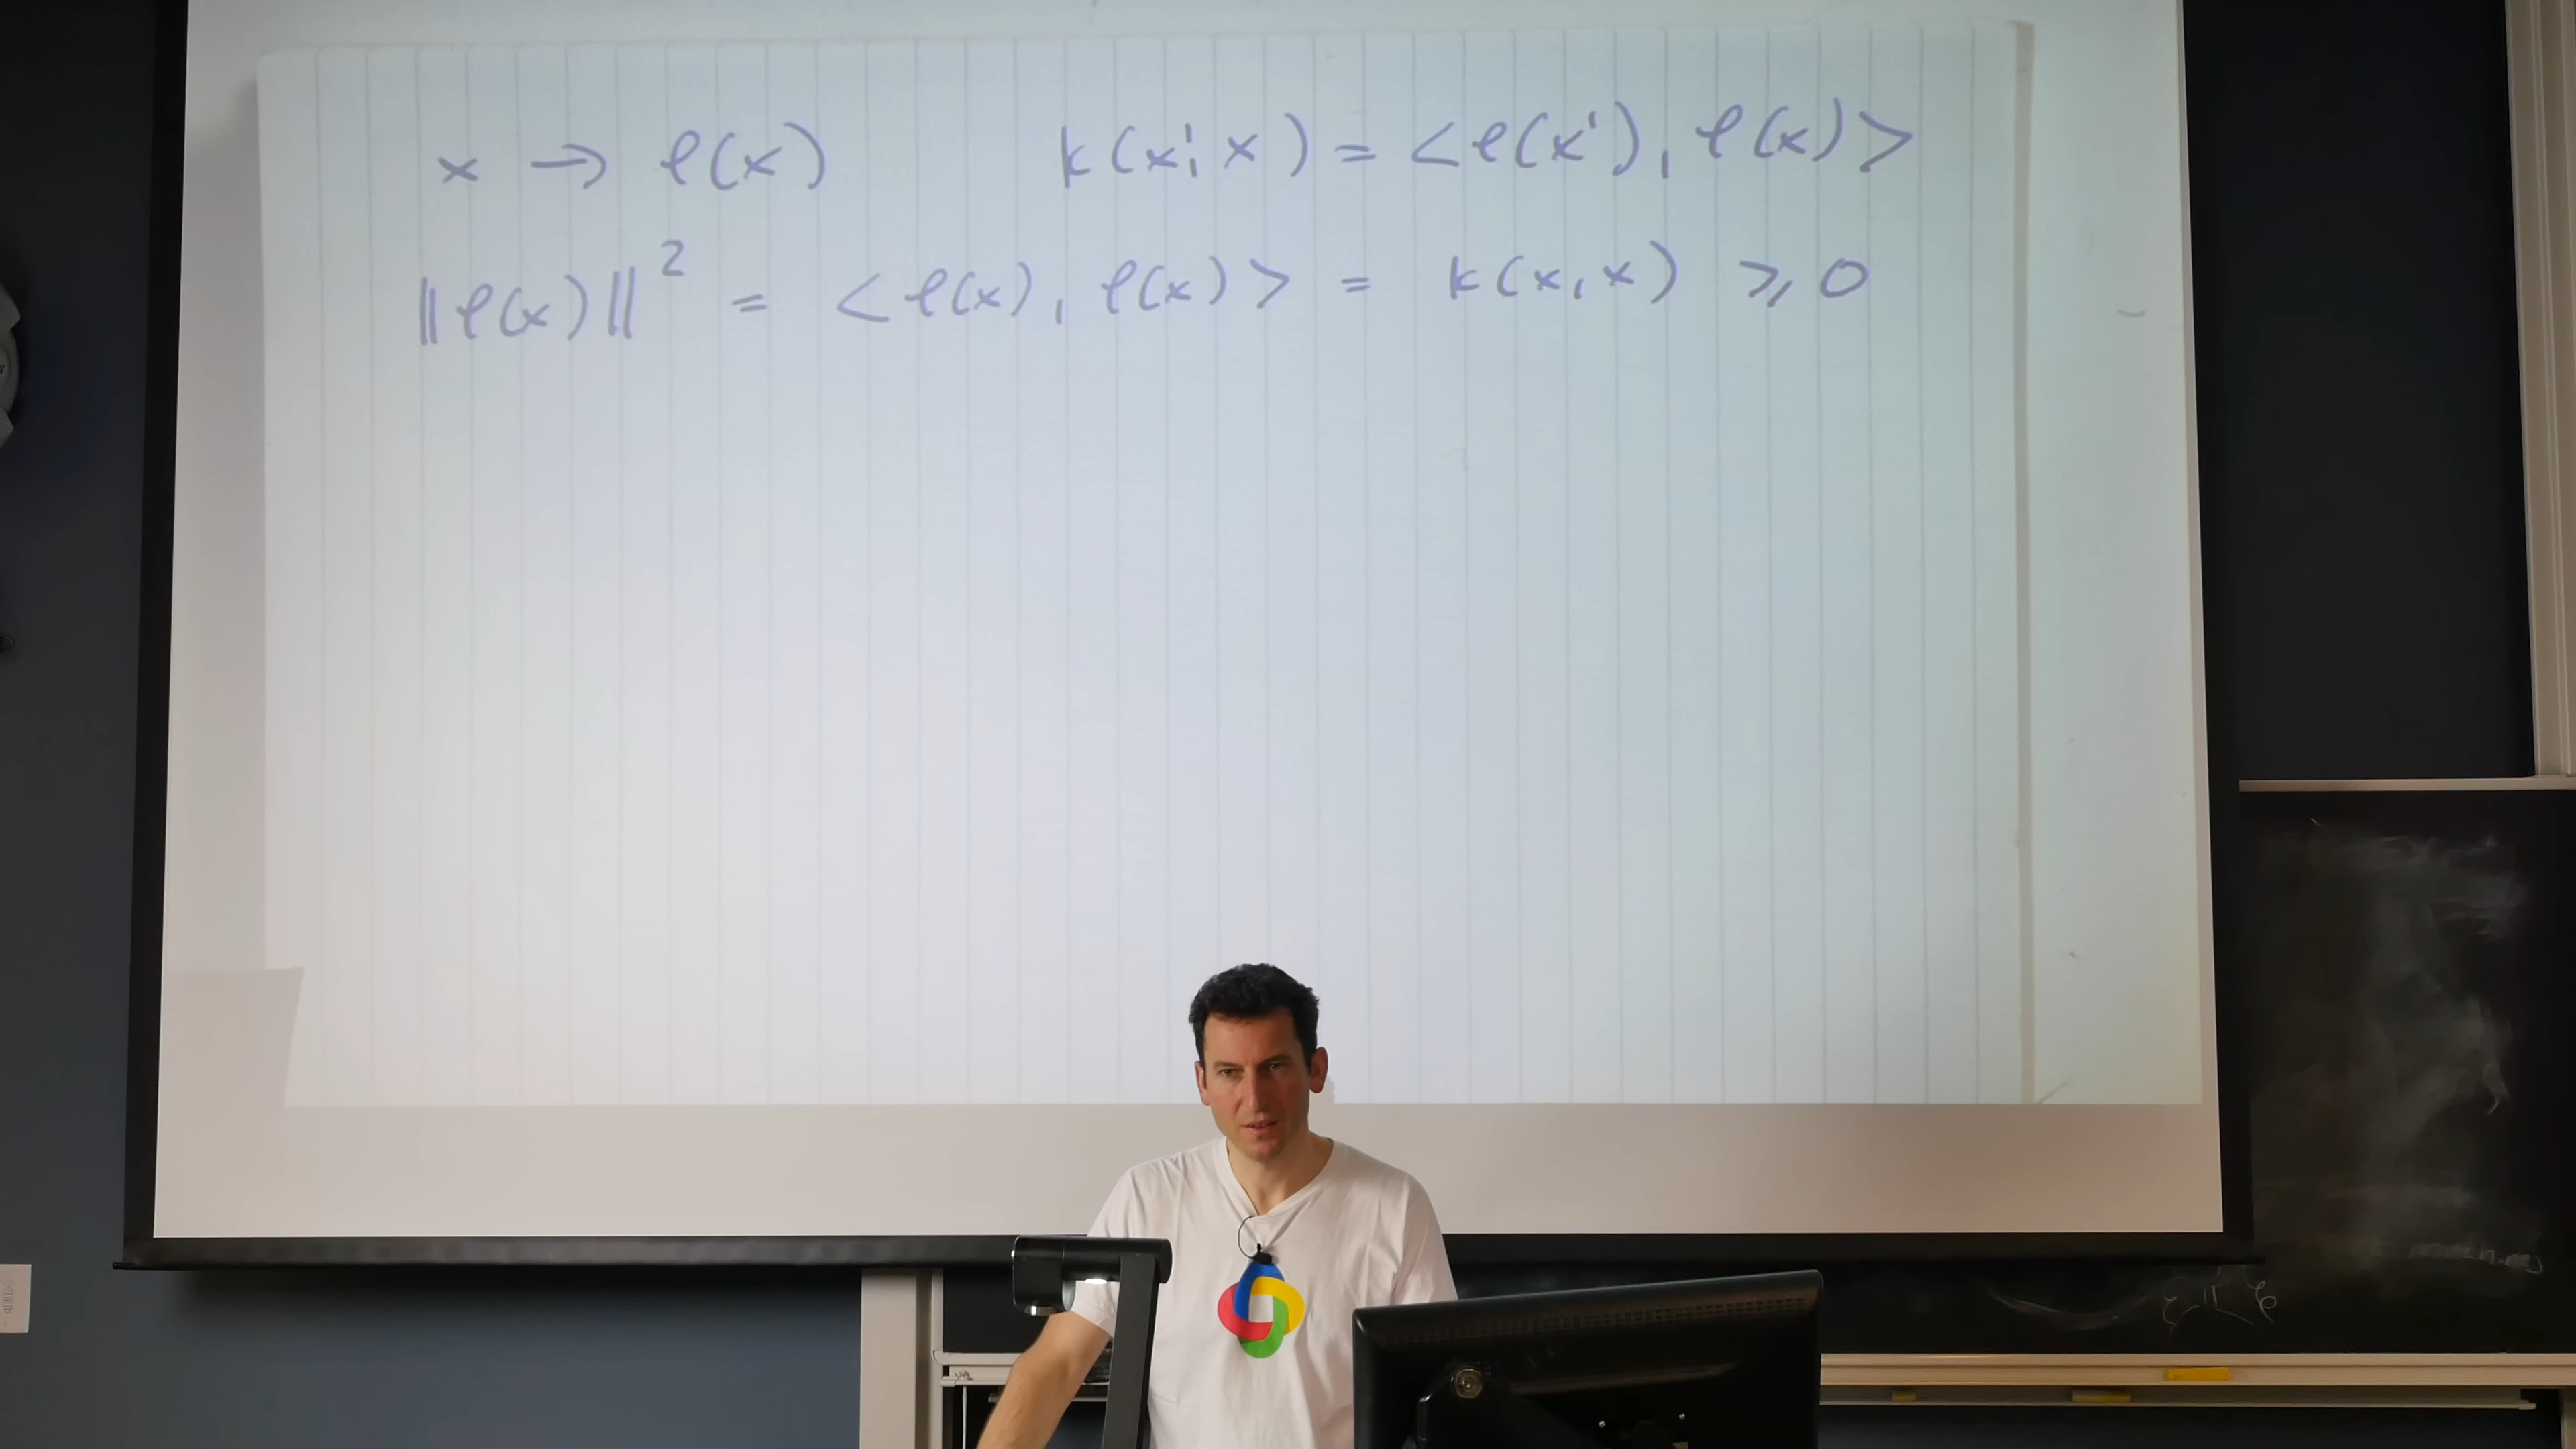 x → φ(x)   k(x', x) = <φ(x'), φ(x)>
||φ(x)||² = <φ(x), φ(x)> = k(x, x) ⩾ 0